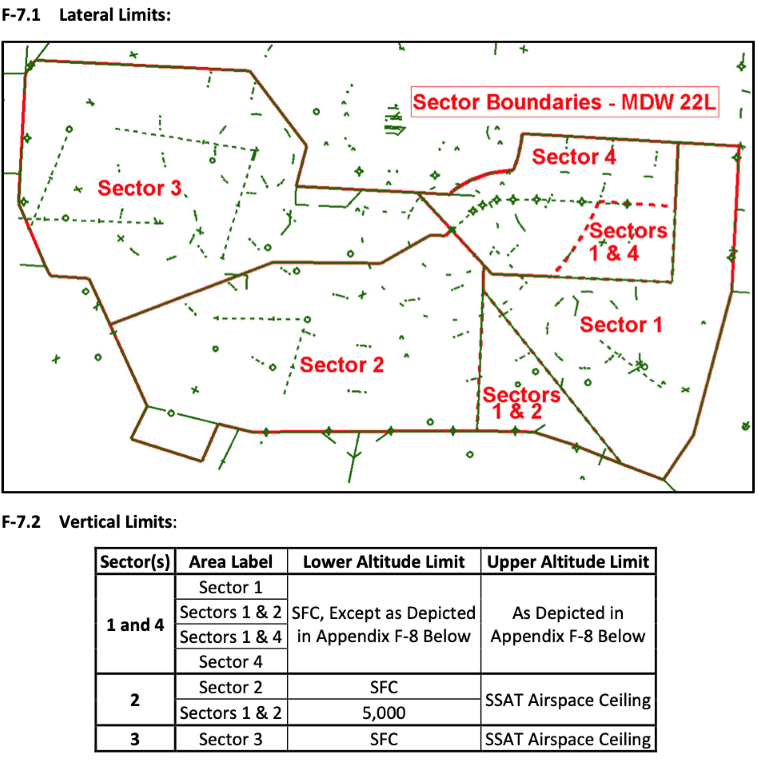 F-7.1 Lateral Limits:
Sector Boundaries - MDW 22L
Sector 4
Sector 3
Sectors
1 & 4
Sector 1
Sector 2
Sectors
1 & 2
F-7.2 Vertical Limits:
Sector(s) Area Label Lower Altitude Limit Upper Altitude Limit
1 and 4
Sector 1
Sectors 1 & 2
Sectors 1 & 4
Sector 4
SFC, Except as Depicted
in Appendix F-8 Below
As Depicted in
Appendix F-8 Below
2
Sector 2 SFC
Sectors 1 & 2 5,000
SSAT Airspace Ceiling
3 Sector 3 SFC SSAT Airspace Ceiling